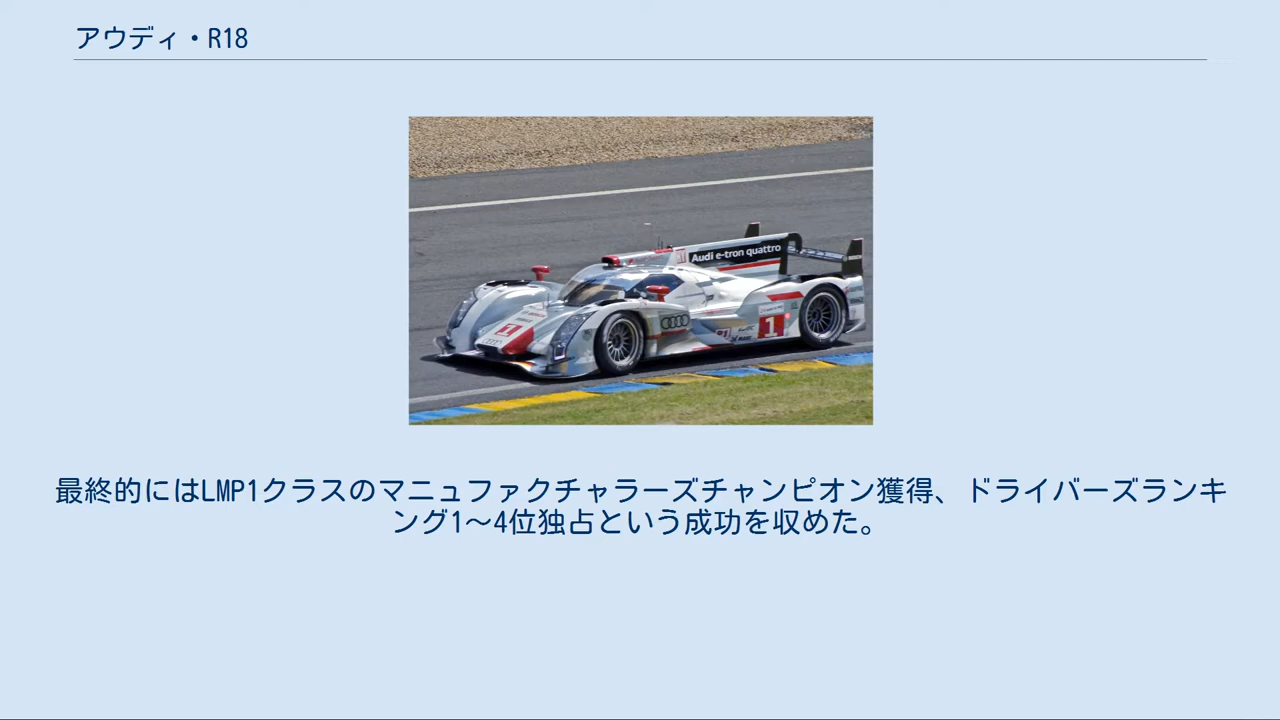 アウディ・R18
Audi e-tron quattro
1
1
最終的にはLMP1クラスのマニュファクチャラーズチャンピオン獲得、ドライバーズランキ
ング1〜4位独占という成功を収めた。